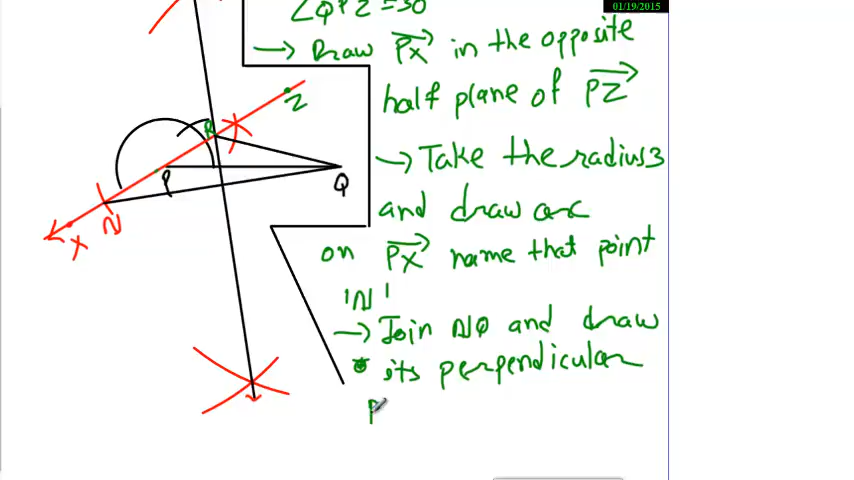 01/19/2015
∠QPZ = 30
→ Draw PX in the opposite
half plane of PZ
→ Take the radius 3
and draw arc
on PX name that point
'N'
→ Join NQ and draw
its perpendicular
P
Z
R
P
Q
N
X